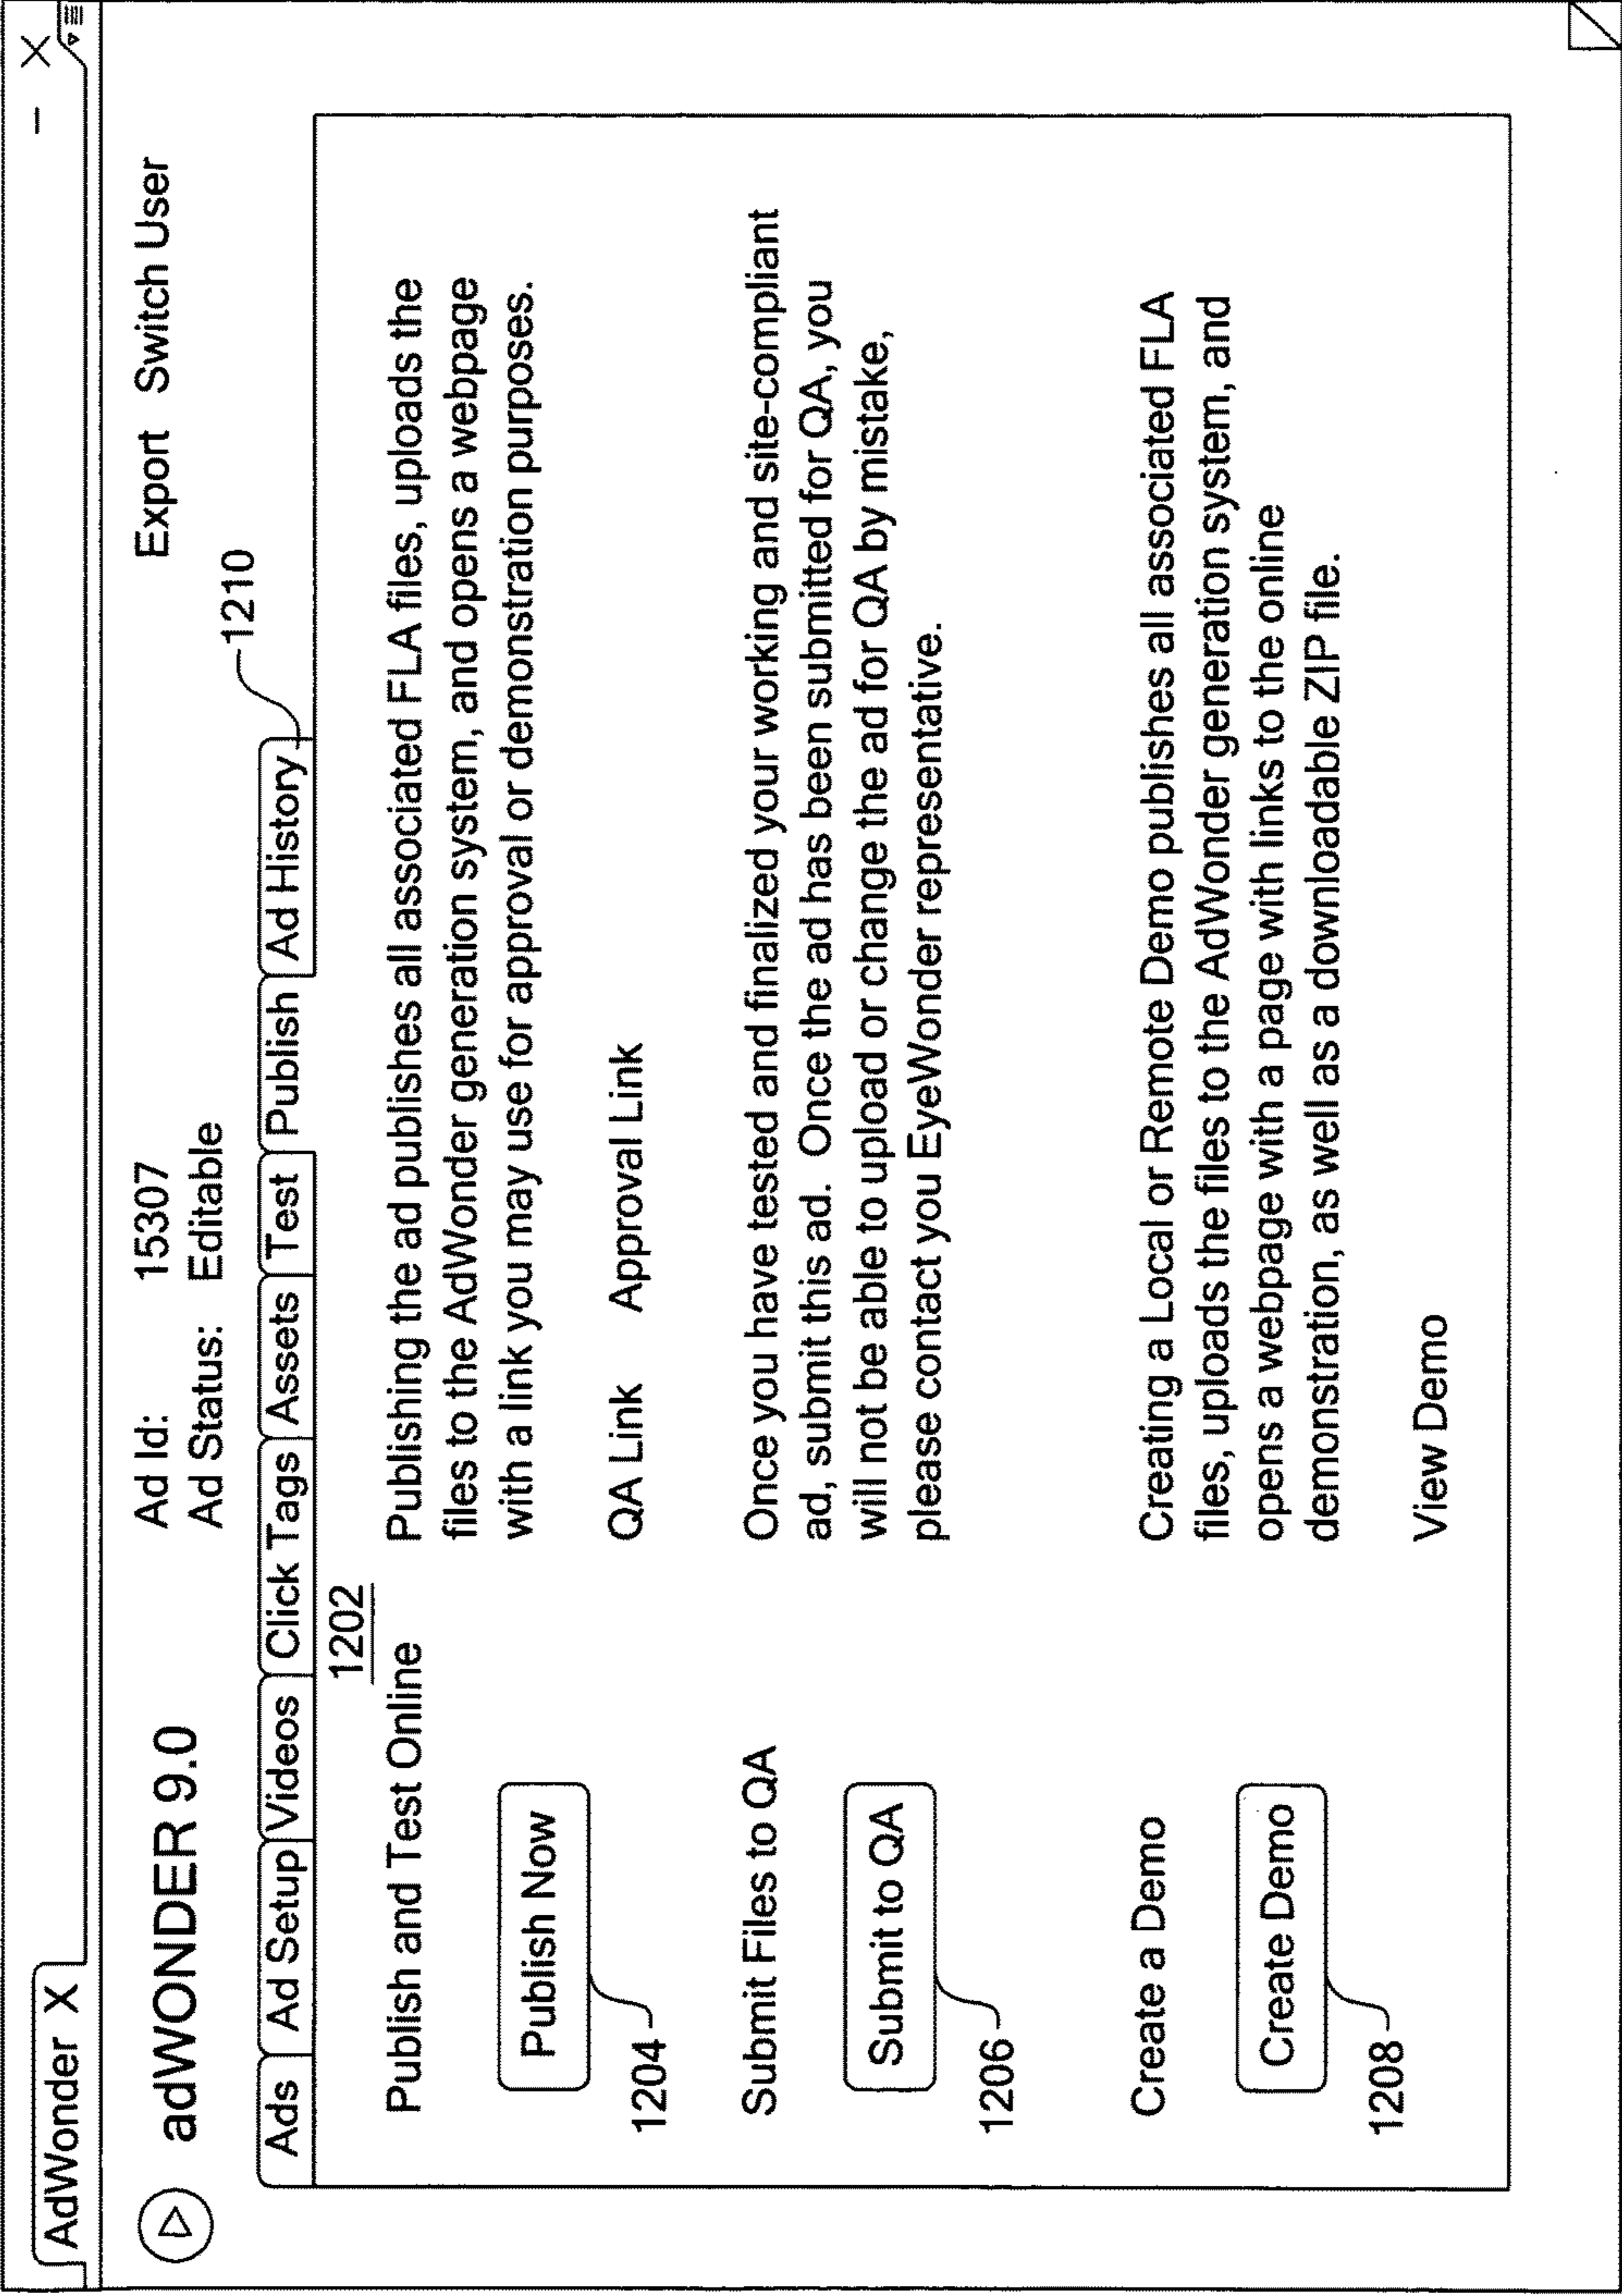 AdWonder X
– X
adWONDER 9.0
Ad Id: 15307
Ad Status: Editable
Export Switch User
1210
Ads Ad Setup Videos Click Tags Assets Test Publish Ad History
1202
Publish and Test Online
Publishing the ad publishes all associated FLA files, uploads the
files to the AdWonder generation system, and opens a webpage
with a link you may use for approval or demonstration purposes.
Publish Now
1204
QA Link Approval Link
Submit Files to QA
Once you have tested and finalized your working and site-compliant
ad, submit this ad. Once the ad has been submitted for QA, you
will not be able to upload or change the ad for QA by mistake,
please contact you EyeWonder representative.
Submit to QA
1206
Create a Demo
Creating a Local or Remote Demo publishes all associated FLA
files, uploads the files to the AdWonder generation system, and
opens a webpage with a page with links to the online
demonstration, as well as a downloadable ZIP file.
Create Demo
1208
View Demo